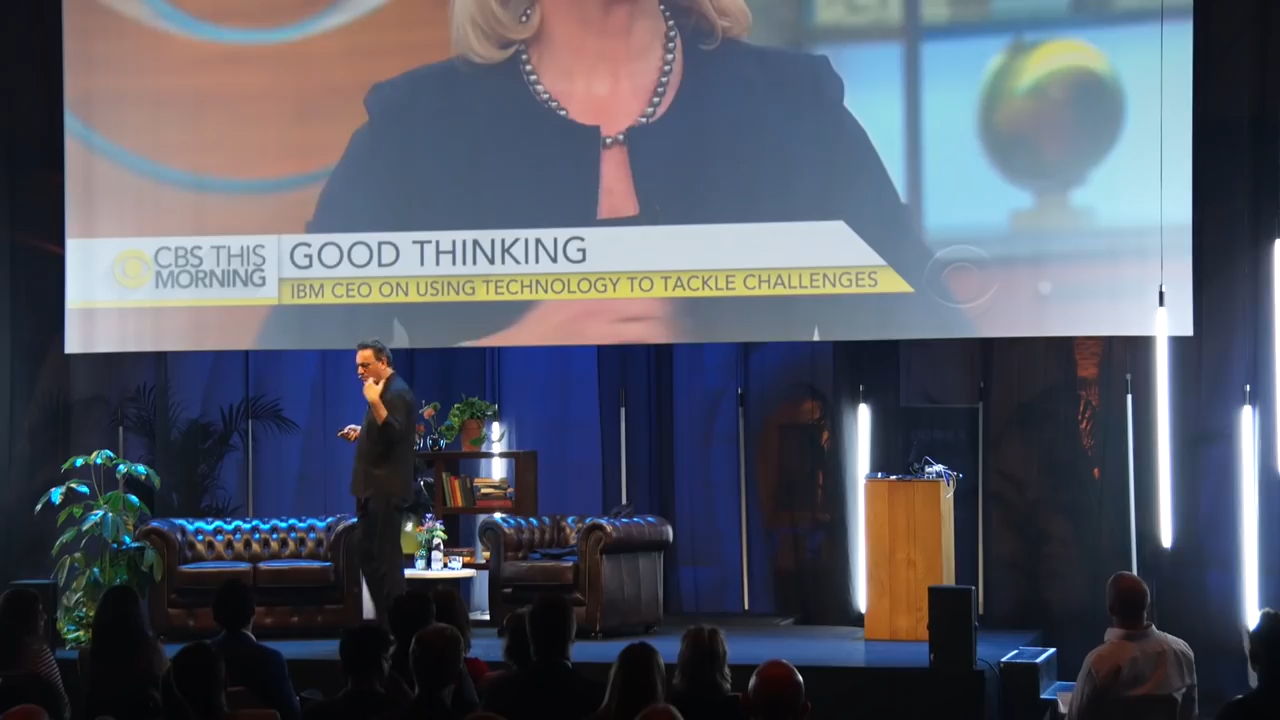 CBS THIS
MORNING
GOOD THINKING
IBM CEO ON USING TECHNOLOGY TO TACKLE CHALLENGES